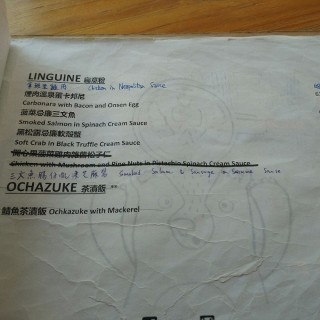 LINGUINE 扁意粉
Chicken in Neapolitan Sauce
煙肉溫泉蛋卡邦尼
Carbonara with Bacon and Onsen Egg
菠菜忌廉三文魚
Smoked Salmon in Spinach Cream Sauce
黑松露忌廉軟殼蟹
Soft Crab in Black Truffle Cream Sauce
Chicken with Mushroom and Pine Nuts in Pistachio Spinach Cream Sauce
Smoked Salmon & Sausage in Sauce
OCHAZUKE 茶漬飯
鯖魚茶漬飯 Ochkazuke with Mackerel